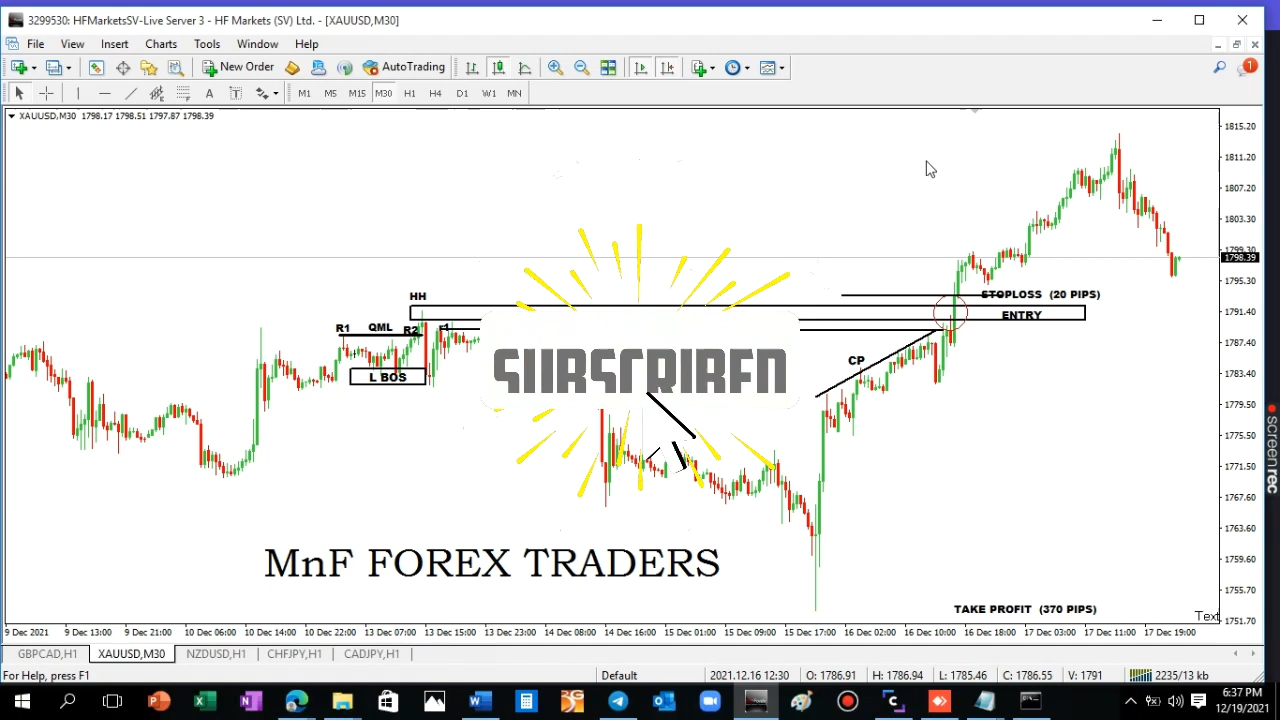 3299530: HFMarketsSV-Live Server 3 - HF Markets (SV) Ltd. - [XAUUSD,M30]
File View Insert Charts Tools Window Help
New Order AutoTrading
A T M1 M5 M15 M30 H1 H4 D1 W1 MN
XAUUSD,M30 1798.17 1798.51 1797.87 1798.39
1815.20
1811.20
1807.20
1803.30
1799.30
1798.39
1795.30
1791.40
1787.40
1783.40
1779.50
1775.50
1771.50
1767.60
1763.60
1759.60
1755.70
1751.70
HH
STOPLOSS (20 PIPS)
ENTRY
R1 QML R2 r1
L BOS
CP
SUBSCRIBED
MnF FOREX TRADERS
TAKE PROFIT (370 PIPS)
Text
9 Dec 2021 9 Dec 13:00 9 Dec 21:00 10 Dec 06:00 10 Dec 14:00 10 Dec 22:00 13 Dec 07:00 13 Dec 15:00 13 Dec 23:00 14 Dec 08:00 14 Dec 16:00 15 Dec 01:00 15 Dec 09:00 15 Dec 17:00 16 Dec 02:00 16 Dec 10:00 16 Dec 18:00 17 Dec 03:00 17 Dec 11:00 17 Dec 19:00
GBPCAD,H1 XAUUSD,M30 NZDUSD,H1 CHFJPY,H1 CADJPY,H1
For Help, press F1 Default 2021.12.16 12:30 O: 1786.91 H: 1786.94 L: 1785.46 C: 1786.55 V: 1791 2235/13 kb
screenrec
6:37 PM
12/19/2021